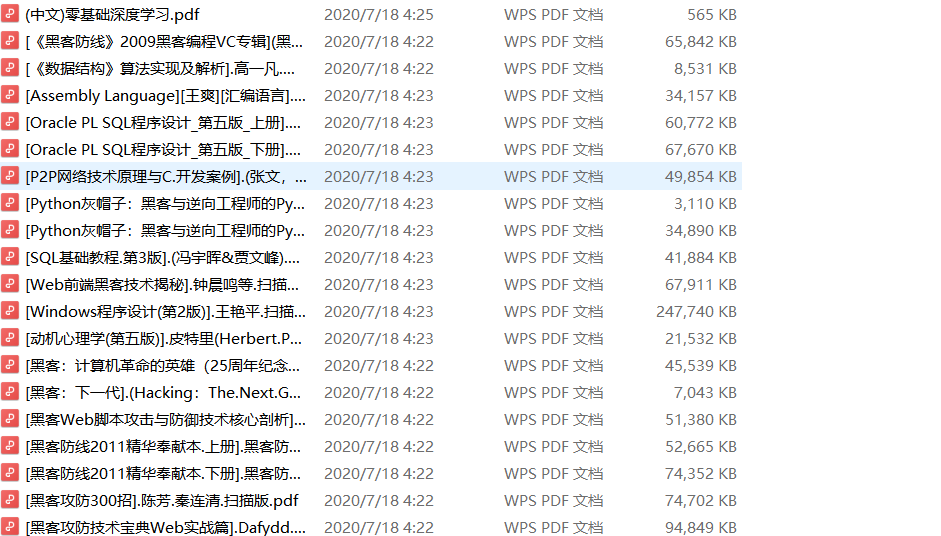 (中文)零基础深度学习.pdf 2020/7/18 4:25 WPS PDF 文档 565 KB
[《黑客防线》2009黑客编程VC专辑](黑... 2020/7/18 4:22 WPS PDF 文档 65,842 KB
[《数据结构》算法实现及解析].高一凡.... 2020/7/18 4:22 WPS PDF 文档 8,531 KB
[Assembly Language][王爽][汇编语言].... 2020/7/18 4:23 WPS PDF 文档 34,157 KB
[Oracle PL SQL程序设计_第五版_上册].... 2020/7/18 4:23 WPS PDF 文档 60,772 KB
[Oracle PL SQL程序设计_第五版_下册].... 2020/7/18 4:23 WPS PDF 文档 67,670 KB
[P2P网络技术原理与C.开发案例].(张文，... 2020/7/18 4:23 WPS PDF 文档 49,854 KB
[Python灰帽子：黑客与逆向工程师的Py... 2020/7/18 4:23 WPS PDF 文档 3,110 KB
[Python灰帽子：黑客与逆向工程师的Py... 2020/7/18 4:23 WPS PDF 文档 34,890 KB
[SQL基础教程.第3版].(冯宇晖&贾文峰).... 2020/7/18 4:23 WPS PDF 文档 41,884 KB
[Web前端黑客技术揭秘].钟晨鸣等.扫描... 2020/7/18 4:23 WPS PDF 文档 67,911 KB
[Windows程序设计(第2版)].王艳平.扫描... 2020/7/18 4:23 WPS PDF 文档 247,740 KB
[动机心理学(第五版)].皮特里(Herbert.P... 2020/7/18 4:23 WPS PDF 文档 21,532 KB
[黑客：计算机革命的英雄（25周年纪念... 2020/7/18 4:22 WPS PDF 文档 45,539 KB
[黑客：下一代].(Hacking：The.Next.G... 2020/7/18 4:22 WPS PDF 文档 7,043 KB
[黑客Web脚本攻击与防御技术核心剖析]... 2020/7/18 4:22 WPS PDF 文档 51,380 KB
[黑客防线2011精华奉献本.上册].黑客防... 2020/7/18 4:22 WPS PDF 文档 52,665 KB
[黑客防线2011精华奉献本.下册].黑客防... 2020/7/18 4:22 WPS PDF 文档 74,352 KB
[黑客攻防300招].陈芳.秦连清.扫描版.pdf 2020/7/18 4:22 WPS PDF 文档 74,702 KB
[黑客攻防技术宝典Web实战篇].Dafydd.... 2020/7/18 4:22 WPS PDF 文档 94,849 KB